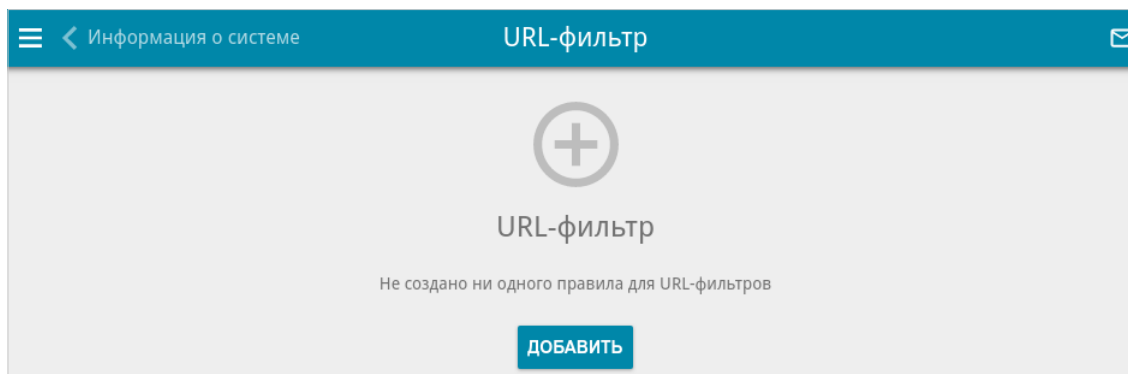 Информация о системе
URL-фильтр
URL-фильтр
Не создано ни одного правила для URL-фильтров
ДОБАВИТЬ